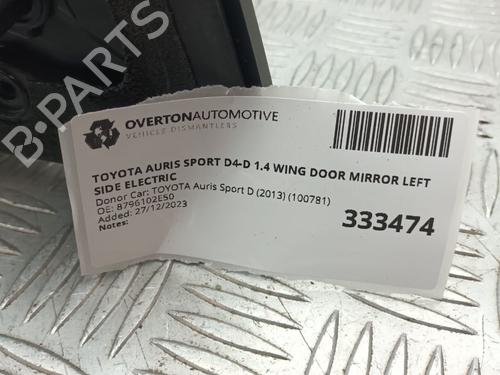 OVERTONAUTOMOTIVE
VEHICLE DISMANTLERS
TOYOTA AURIS SPORT D4-D 1.4 WING DOOR MIRROR LEFT
SIDE ELECTRIC
Donor Car: TOYOTA Auris Sport D (2013) (100781)
OE: 8796102E50
Added: 27/12/2023
Notes:
333474
B-PARTS